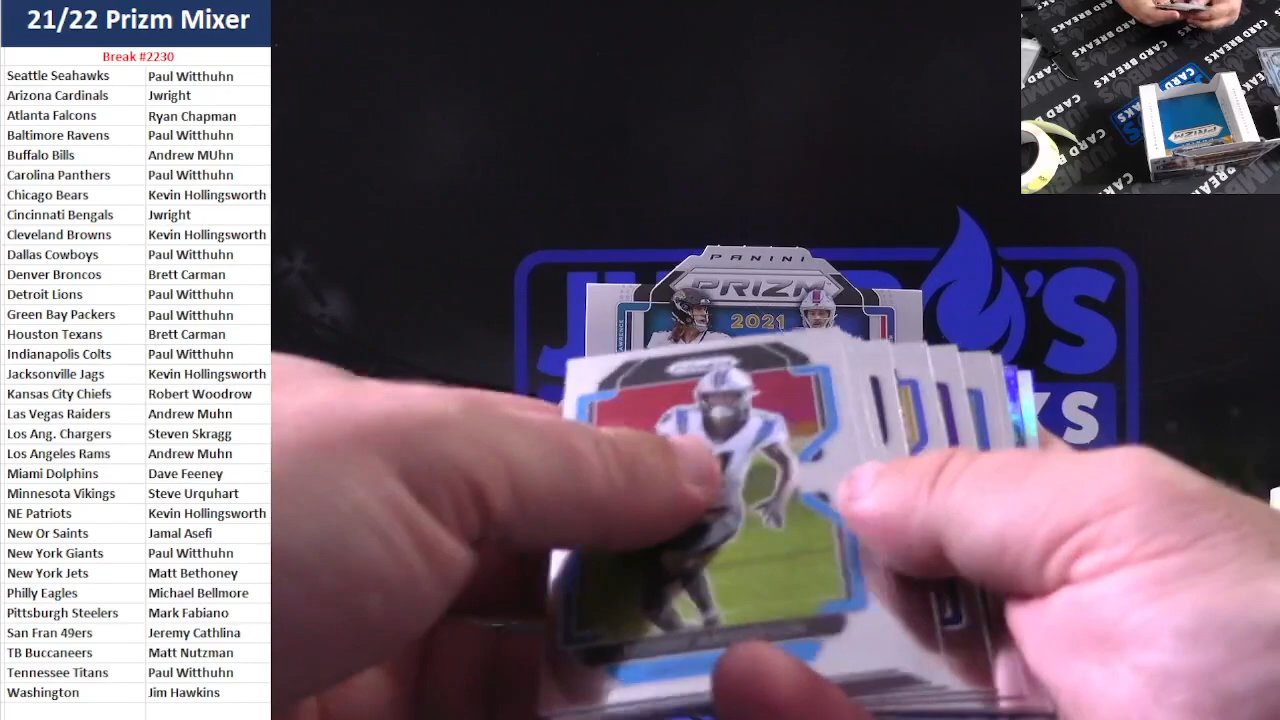 21/22 Prizm Mixer
Break #2230
Seattle Seahawks Paul Witthuhn
Arizona Cardinals Jwright
Atlanta Falcons Ryan Chapman
Baltimore Ravens Paul Witthuhn
Buffalo Bills Andrew MUhn
Carolina Panthers Paul Witthuhn
Chicago Bears Kevin Hollingsworth
Cincinnati Bengals Jwright
Cleveland Browns Kevin Hollingsworth
Dallas Cowboys Paul Witthuhn
Denver Broncos Brett Carman
Detroit Lions Paul Witthuhn
Green Bay Packers Paul Witthuhn
Houston Texans Brett Carman
Indianapolis Colts Paul Witthuhn
Jacksonville Jags Kevin Hollingsworth
Kansas City Chiefs Robert Woodrow
Las Vegas Raiders Andrew Muhn
Los Ang. Chargers Steven Skragg
Los Angeles Rams Andrew Muhn
Miami Dolphins Dave Feeney
Minnesota Vikings Steve Urquhart
NE Patriots Kevin Hollingsworth
New Or Saints Jamal Asefi
New York Giants Paul Witthuhn
New York Jets Matt Bethoney
Philly Eagles Michael Bellmore
Pittsburgh Steelers Mark Fabiano
San Fran 49ers Jeremy Cathlina
TB Buccaneers Matt Nutzman
Tennessee Titans Paul Witthuhn
Washington Jim Hawkins
PANINI
PRIZM
2021
CARD BREAKS
PRIZM